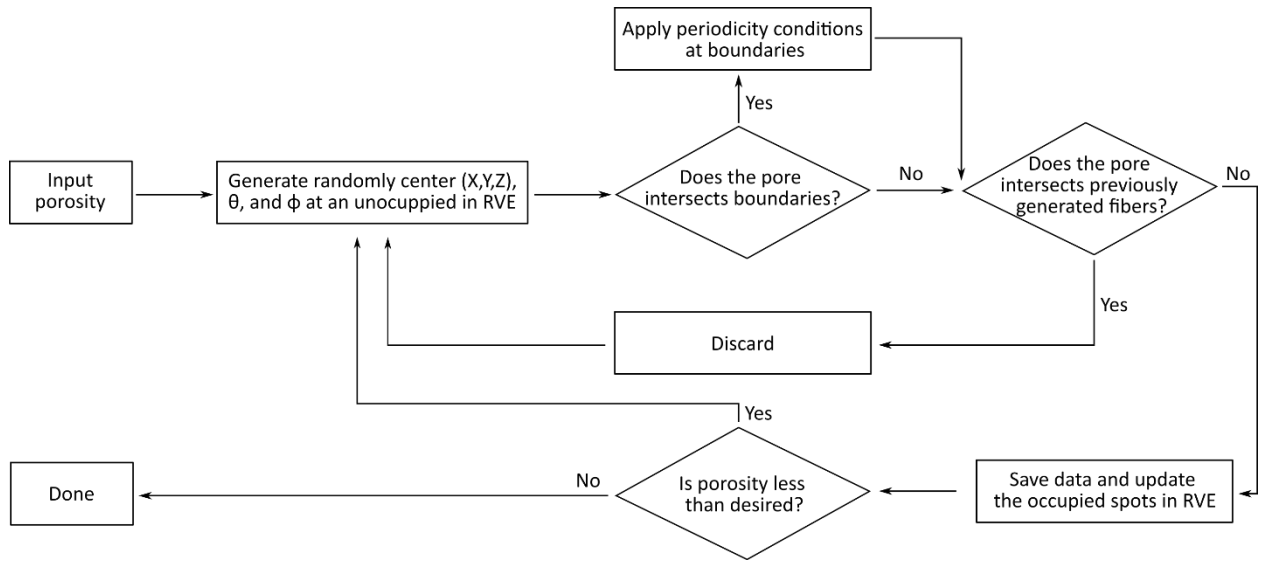 Apply periodicity conditions
at boundaries
Yes
Input
porosity
Generate randomly center (X,Y,Z),
θ, and ϕ at an unocuppied in RVE
Does the pore
intersects boundaries?
No
Does the pore
intersects previously
generated fibers?
No
Yes
Discard
Yes
Done
No
Is porosity less
than desired?
Save data and update
the occupied spots in RVE